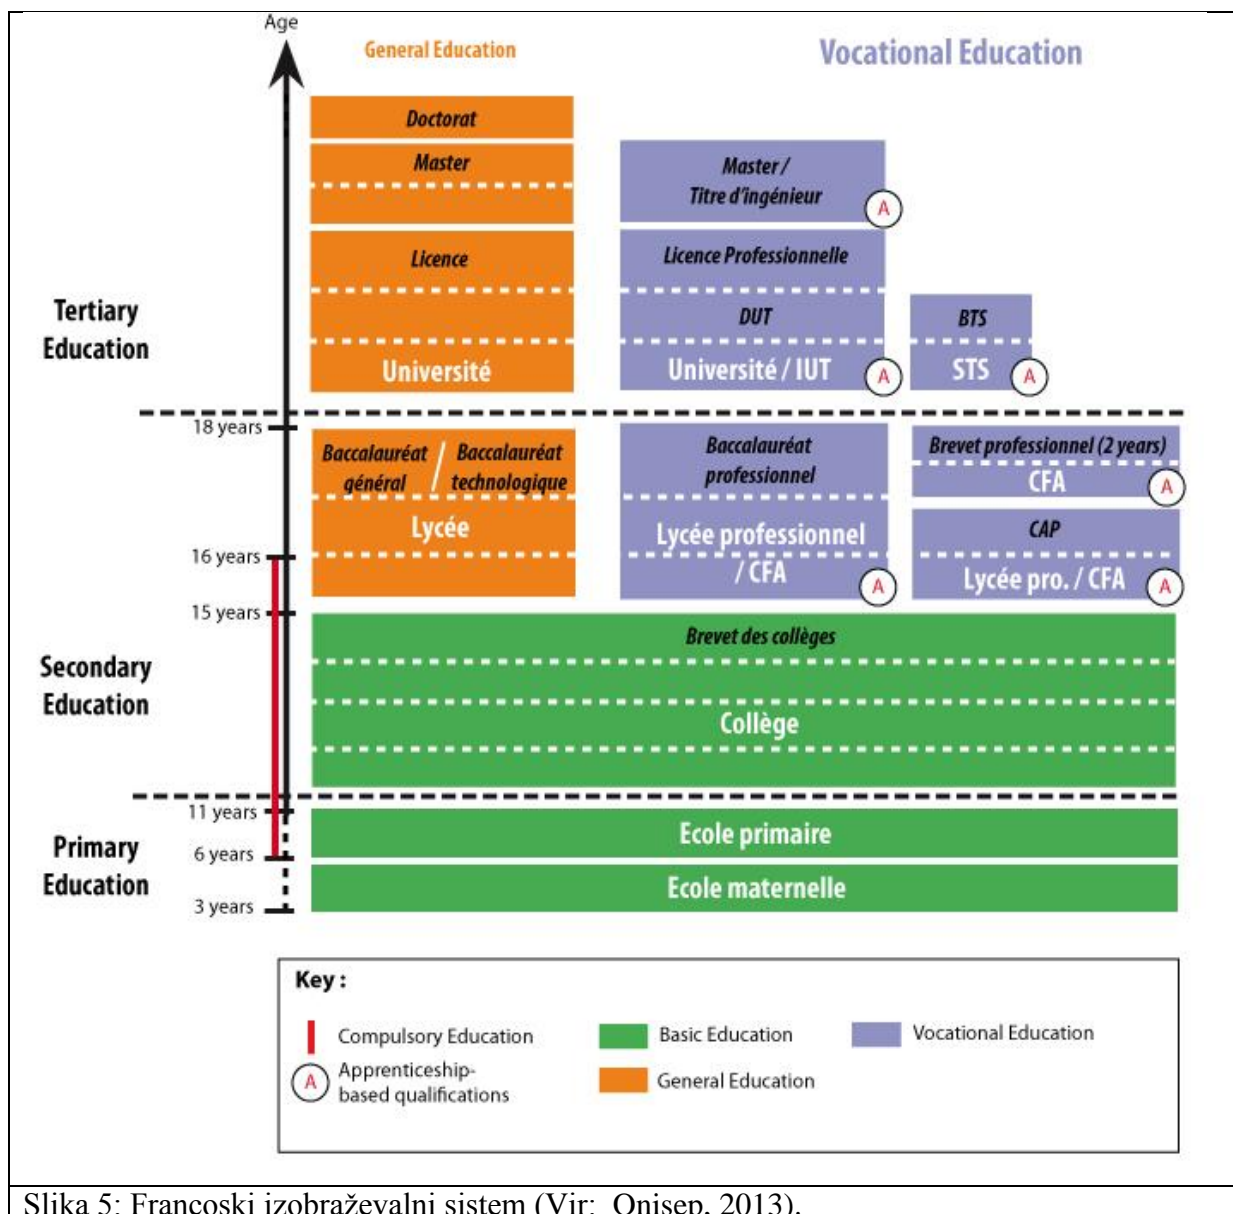 Age
General Education
Vocational Education
Doctorat
Master
Master /
Titre d'ingénieur
A
Licence
Licence Professionnelle
Tertiary
Education
DUT
BTS
Université
Université / IUT
A
STS
A
18 years
Baccalauréat
général
/
Baccalauréat
technologique
Baccalauréat
professionnel
Brevet professionnel (2 years)
CFA
A
Lycée
Lycée professionnel
/ CFA
A
CAP
Lycée pro. / CFA
A
16 years
15 years
Brevet des collèges
Secondary
Education
Collège
11 years
Ecole primaire
Primary
Education
6 years
Ecole maternelle
3 years
Key :
Compulsory Education
Basic Education
Vocational Education
A
Apprenticeship-
based qualifications
General Education
Slika 5: Francoski izobraževalni sistem (Vir: Onisep, 2013).